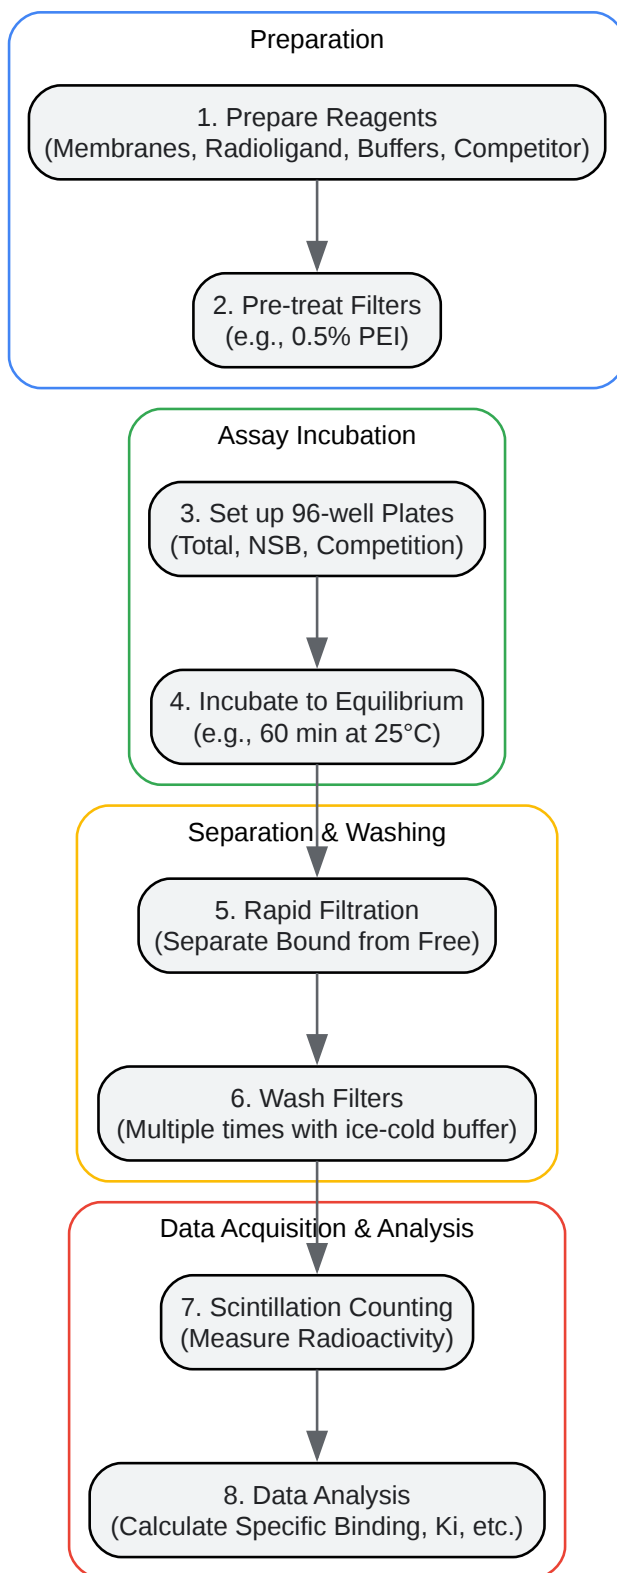 Preparation
1. Prepare Reagents
(Membranes, Radioligand, Buffers, Competitor)
2. Pre-treat Filters
(e.g., 0.5% PEI)
Assay Incubation
3. Set up 96-well Plates
(Total, NSB, Competition)
4. Incubate to Equilibrium
(e.g., 60 min at 25°C)
Separation & Washing
5. Rapid Filtration
(Separate Bound from Free)
6. Wash Filters
(Multiple times with ice-cold buffer)
Data Acquisition & Analysis
7. Scintillation Counting
(Measure Radioactivity)
8. Data Analysis
(Calculate Specific Binding, Ki, etc.)